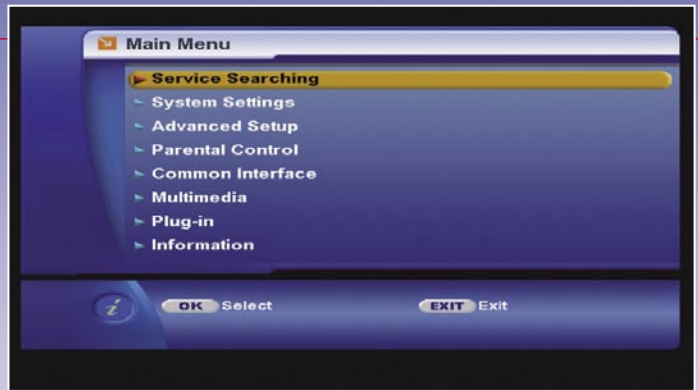 Main Menu
Service Searching
System Settings
Advanced Setup
Parental Control
Common Interface
Multimedia
Plug-in
Information
i OK Select EXIT Exit